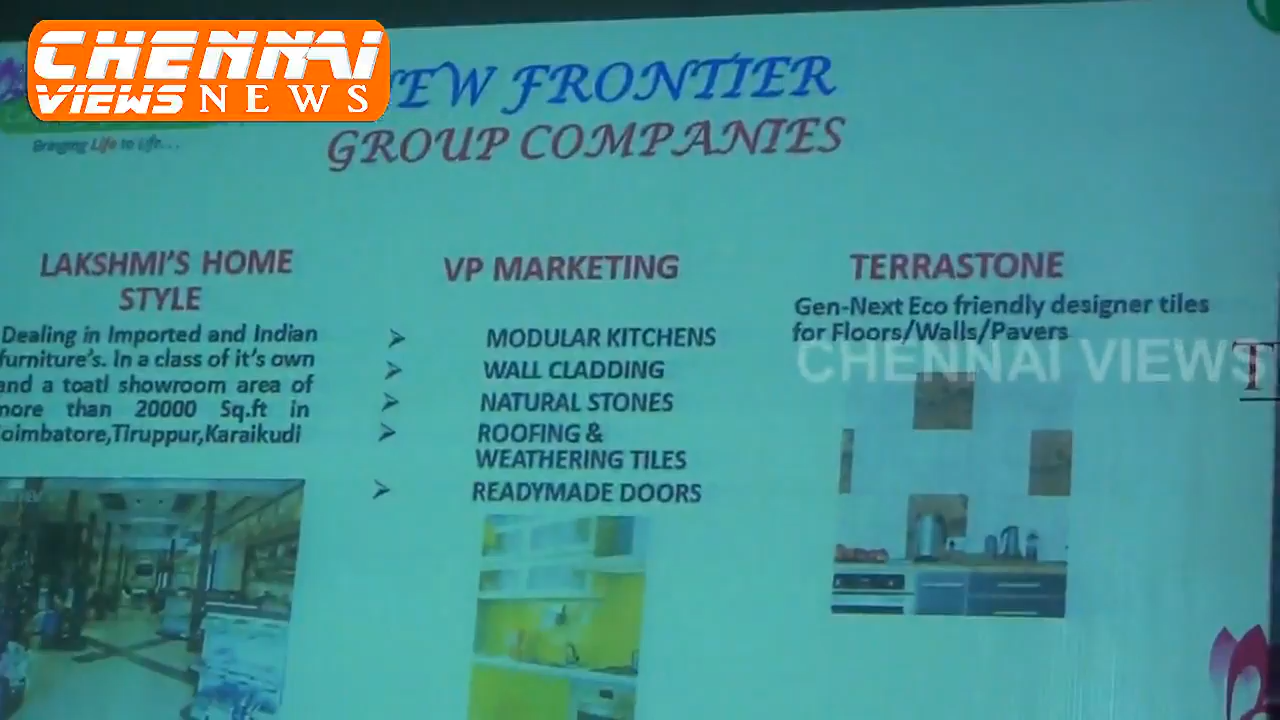 CHENNAI
VIEWS NEWS
EW FRONTIER
GROUP COMPANIES
Bringing Life to Life...
LAKSHMI'S HOME
STYLE
Dealing in Imported and Indian
furniture's. In a class of it's own
and a toatl showroom area of
more than 20000 Sq.ft in
oimbatore,Tiruppur,Karaikudi
VP MARKETING
➢ MODULAR KITCHENS
➢ WALL CLADDING
➢ NATURAL STONES
➢ ROOFING &
WEATHERING TILES
➢ READYMADE DOORS
TERRASTONE
Gen-Next Eco friendly designer tiles
for Floors/Walls/Pavers
CHENNAI VIEWS
T